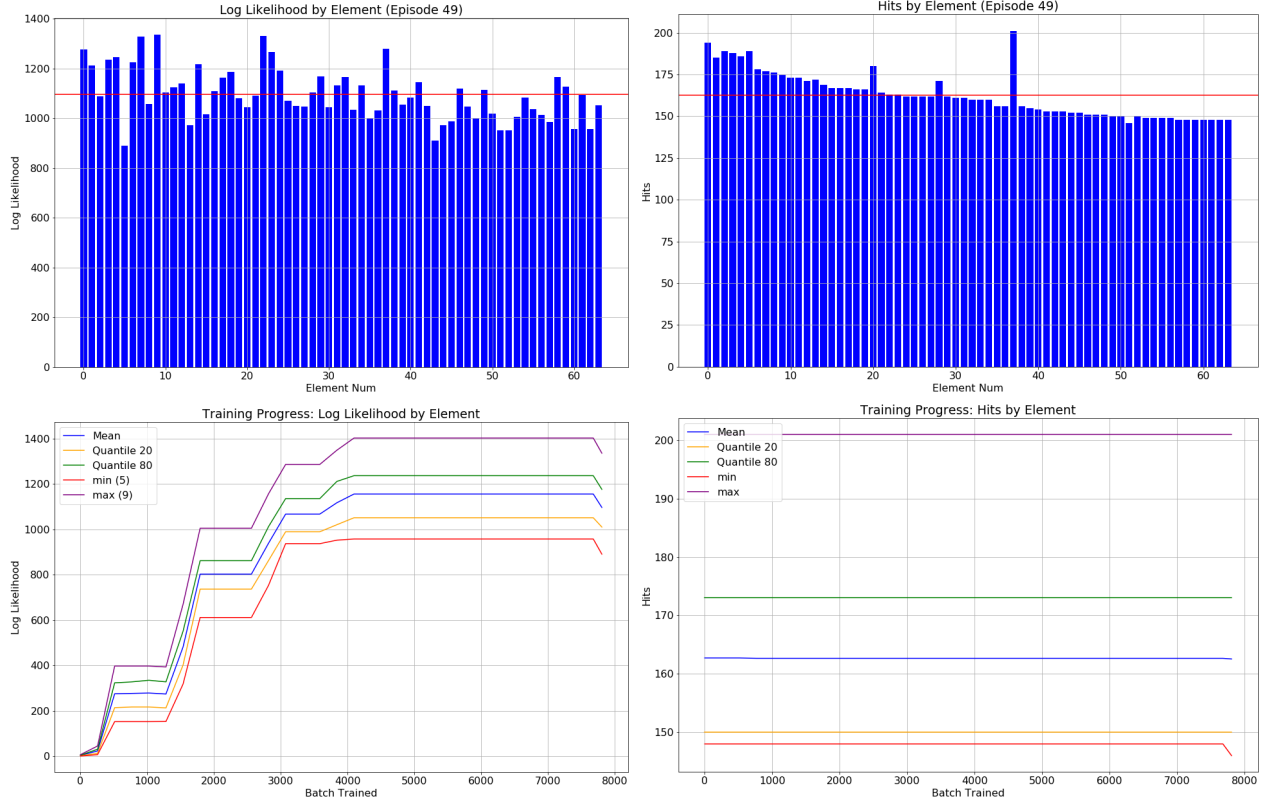 Log Likelihood by Element (Episode 49)
1400
1200
1000
800
600
400
200
0
Log Likelihood
0 10 20 30 40 50 60
Element Num
Hits by Element (Episode 49)
200
175
150
125
100
75
50
25
0
Hits
0 10 20 30 40 50 60
Element Num
Training Progress: Log Likelihood by Element
Mean
Quantile 20
Quantile 80
min (5)
max (9)
1400
1200
1000
800
600
400
200
0
Log Likelihood
0 1000 2000 3000 4000 5000 6000 7000 8000
Batch Trained
Training Progress: Hits by Element
Mean
Quantile 20
Quantile 80
min
max
200
190
180
170
160
150
Hits
0 1000 2000 3000 4000 5000 6000 7000 8000
Batch Trained